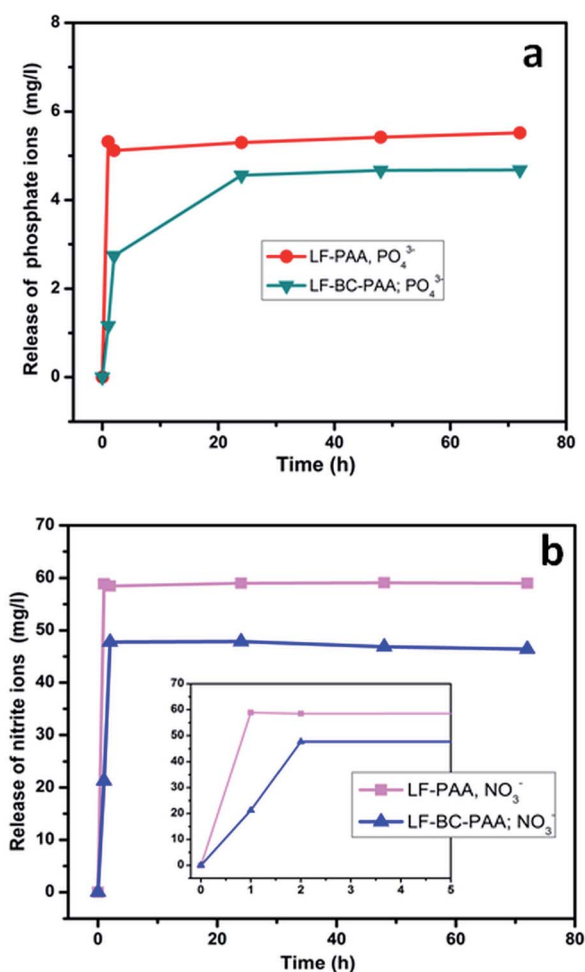 a
Release of phosphate ions (mg/l)
8
6
4
2
0
LF-PAA, PO₄³⁻
LF-BC-PAA; PO₄³⁻
0 20 40 60 80
Time (h)
b
Release of nitrite ions (mg/l)
70
60
50
40
30
20
10
0
70
60
50
40
30
20
10
0
0 1 2 3 4 5
LF-PAA, NO₃⁻
LF-BC-PAA; NO₃⁻
0 20 40 60 80
Time (h)